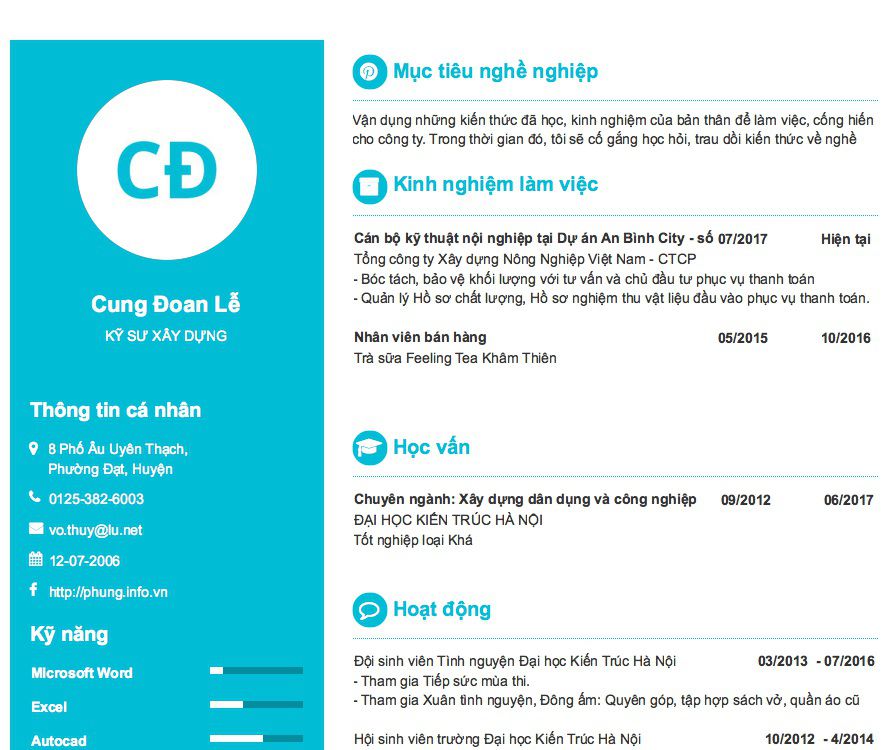 CĐ
Cung Đoan Lễ
KỸ SƯ XÂY DỰNG
Thông tin cá nhân
8 Phố Ấu Uyên Thạch,
Phường Đạt, Huyện
0125-382-6003
vo.thuy@lu.net
12-07-2006
http://phung.info.vn
Kỹ năng
Microsoft Word
Excel
Autocad
Mục tiêu nghề nghiệp
Vận dụng những kiến thức đã học, kinh nghiệm của bản thân để làm việc, cống hiến
cho công ty. Trong thời gian đó, tôi sẽ cố gắng học hỏi, trau dồi kiến thức về nghề
Kinh nghiệm làm việc
Cán bộ kỹ thuật nội nghiệp tại Dự án An Bình City - số 07/2017 Hiện tại
Tổng công ty Xây dựng Nông Nghiệp Việt Nam - CTCP
- Bóc tách, bảo vệ khối lượng với tư vấn và chủ đầu tư phục vụ thanh toán
- Quản lý Hồ sơ chất lượng, Hồ sơ nghiệm thu vật liệu đầu vào phục vụ thanh toán.
Nhân viên bán hàng 05/2015 10/2016
Trà sữa Feeling Tea Khâm Thiên
Học vấn
Chuyên ngành: Xây dựng dân dụng và công nghiệp 09/2012 06/2017
ĐẠI HỌC KIẾN TRÚC HÀ NỘI
Tốt nghiệp loại Khá
Hoạt động
Đội sinh viên Tình nguyện Đại học Kiến Trúc Hà Nội 03/2013 - 07/2016
- Tham gia Tiếp sức mùa thi.
- Tham gia Xuân tình nguyện, Đông ấm: Quyên góp, tập hợp sách vở, quần áo cũ
Hội sinh viên trường Đại học Kiến Trúc Hà Nội 10/2012 - 4/2014